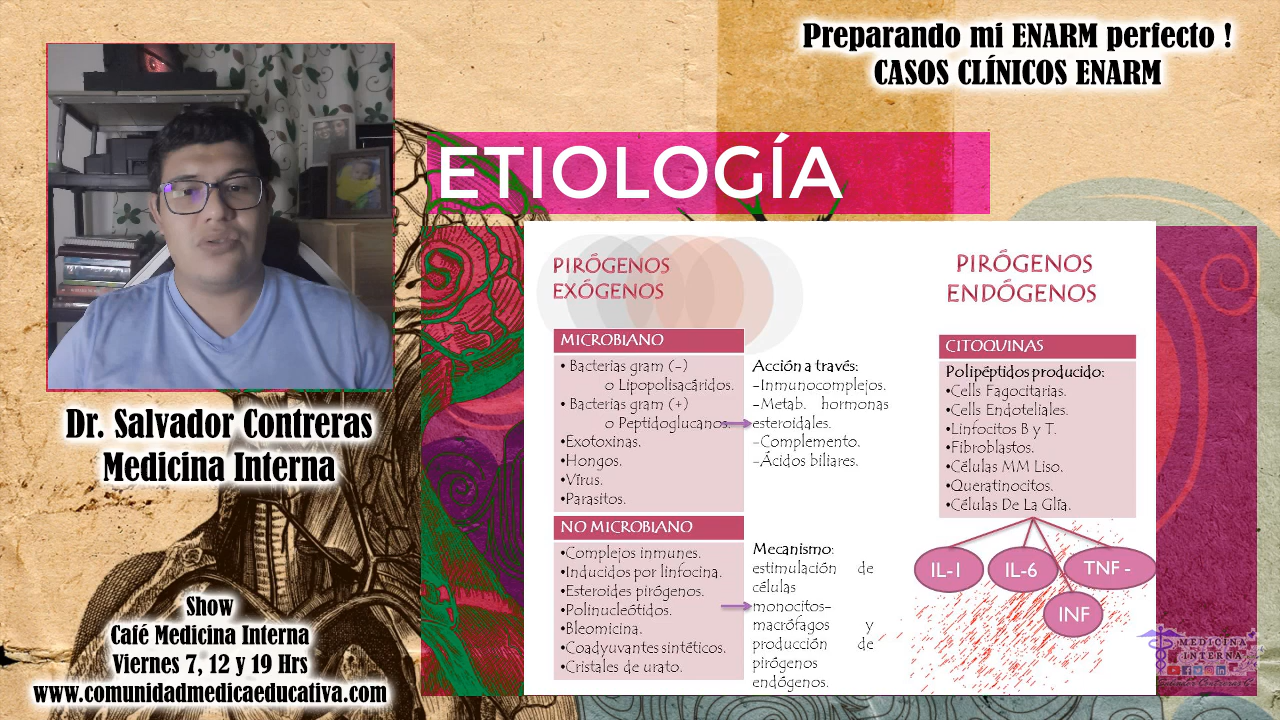 Preparando mi ENARM perfecto !
CASOS CLÍNICOS ENARM
ETIOLOGÍA
PIRÓGENOS
EXÓGENOS
MICROBIANO
• Bacterias gram (-)
o Lipopolisacáridos.
• Bacterias gram (+)
o Peptidoglucanos.
•Exotoxinas.
•Hongos.
•Virus.
•Parasitos.
NO MICROBIANO
•Complejos inmunes.
•Inducidos por linfocina.
•Esteroides pirógenos.
•Polinucleótidos.
•Bleomicina.
•Coadyuvantes sintéticos
•Cristales de urato.
Acción a través:
-Inmunocomplejos.
-Metab. hormonas
esteroidales.
-Complemento.
-Ácidos biliares.
Mecanismo:
estimulación de
células
monocitos-
macrófagos y
producción de
pirógenos
endógenos.
PIRÓGENOS
ENDÓGENOS
CITOQUINAS
Polipéptidos producido:
•Cells Fagocitarias.
•Cells Endoteliales.
•Linfocitos B y T.
•Fibroblastos.
•Células MM Liso.
•Queratinocitos.
•Células De La Glía.
IL-1
IL-6
TNF -
INF
MEDICINA
INTERNA
Dr. Salvador Contreras
Medicina Interna
Show
Café Medicina Interna
Viernes 7, 12 y 19 Hrs
www.comunidadmedicaeducativa.com